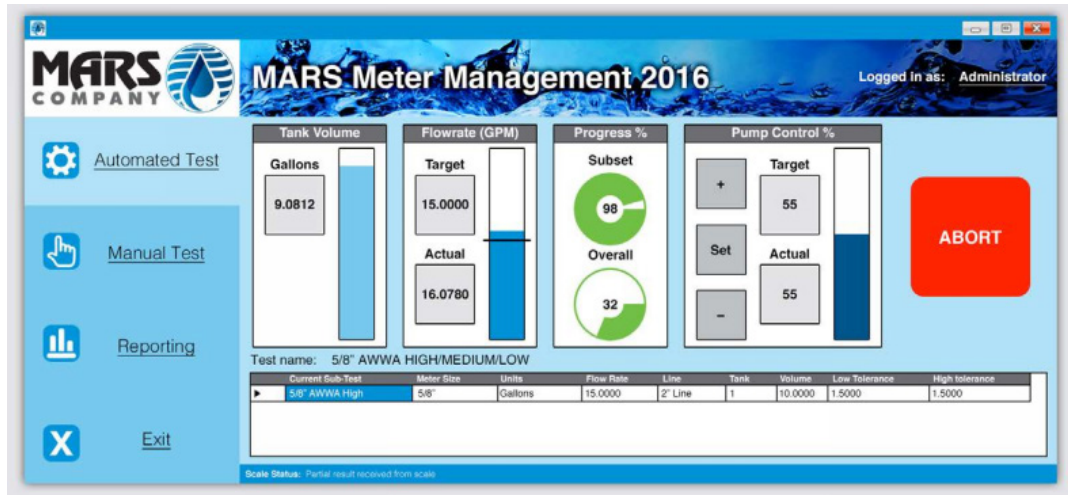 MARS
COMPANY
MARS Meter Management 2016
Logged in as: Administrator
Automated Test
Manual Test
Reporting
Exit
Tank Volume
Gallons
9.0812
Flowrate (GPM)
Target
15.0000
Actual
16.0780
Progress %
Subset
98
Overall
32
Pump Control %
+
Set
−
Target
55
Actual
55
ABORT
Test name: 5/8" AWWA HIGH/MEDIUM/LOW
Current Sub-Test Meter Size Units Flow Rate Line Tank Volume Low Tolerance High tolerance
5/8" AWWA High 5/8" Gallons 15.0000 2" Line 1 10.0000 1.5000 1.5000
Scale Status: Partial result received from scale